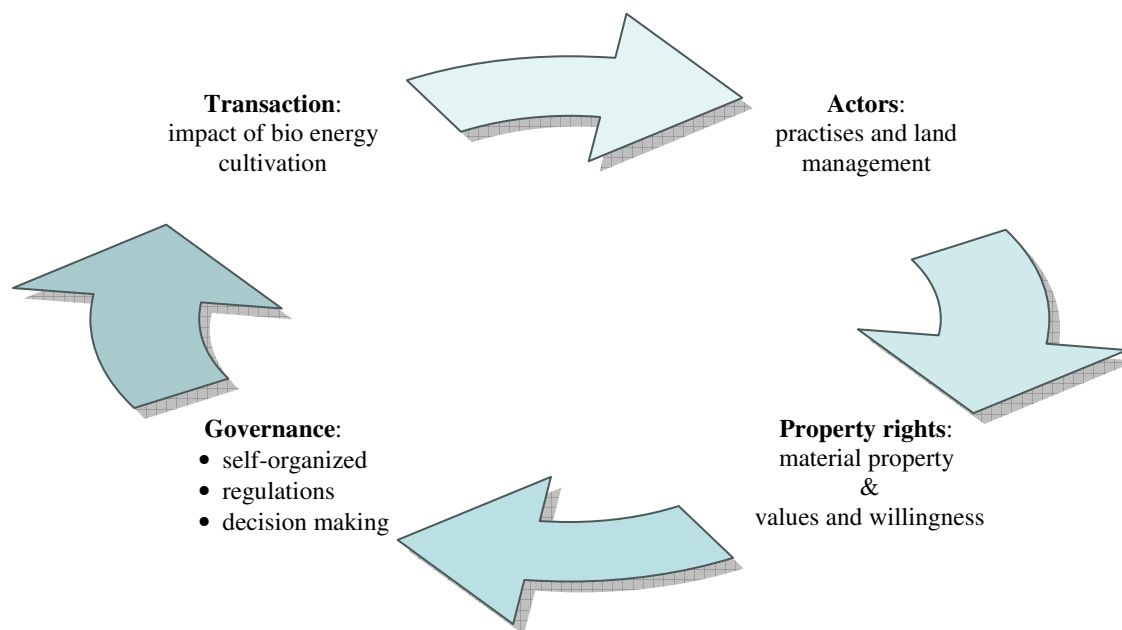 Transaction:
impact of bio energy
cultivation
Actors:
practises and land
management
Governance:
• self-organized
• regulations
• decision making
Property rights:
material property
&
values and willingness